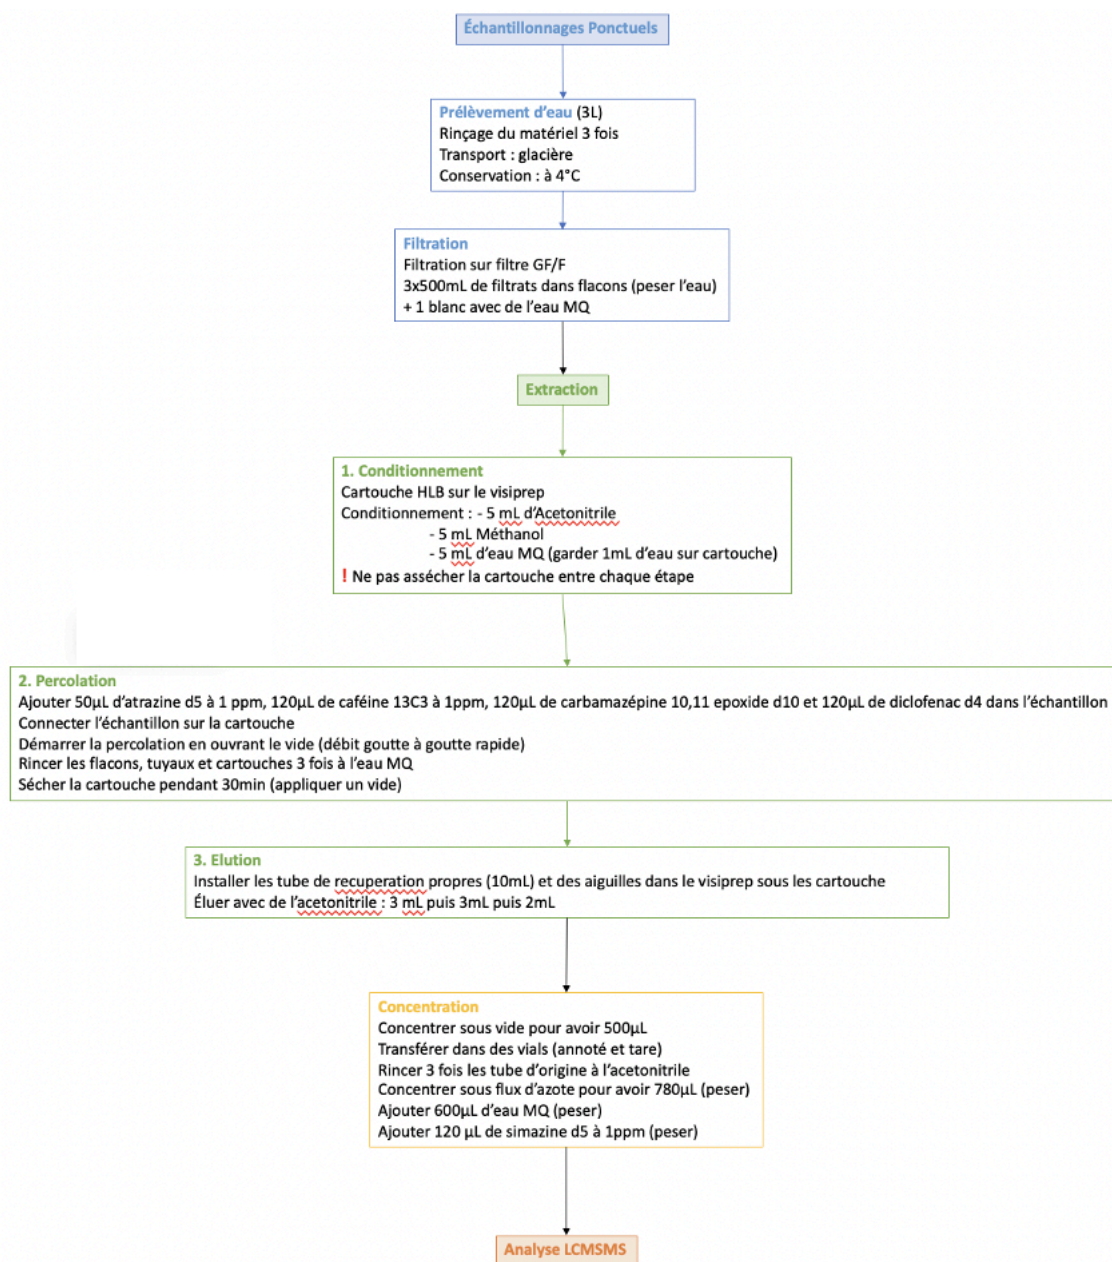 Échantillonnages Ponctuels
Prélèvement d'eau (3L)
Rinçage du matériel 3 fois
Transport : glacière
Conservation : à 4°C
Filtration
Filtration sur filtre GF/F
3x500mL de filtrats dans flacons (peser l'eau)
+ 1 blanc avec de l'eau MQ
Extraction
1. Conditionnement
Cartouche HLB sur le visiprep
Conditionnement : - 5 mL d'Acetonitrile
- 5 mL Méthanol
- 5 mL d'eau MQ (garder 1mL d'eau sur cartouche)
! Ne pas assécher la cartouche entre chaque étape
2. Percolation
Ajouter 50µL d'atrazine d5 à 1 ppm, 120µL de caféine 13C3 à 1ppm, 120µL de carbamazépine 10,11 epoxide d10 et 120µL de diclofenac d4 dans l'échantillon
Connecter l'échantillon sur la cartouche
Démarrer la percolation en ouvrant le vide (débit goutte à goutte rapide)
Rincer les flacons, tuyaux et cartouches 3 fois à l'eau MQ
Sécher la cartouche pendant 30min (appliquer un vide)
3. Elution
Installer les tube de recuperation propres (10mL) et des aiguilles dans le visiprep sous les cartouche
Éluer avec de l'acetonitrile : 3 mL puis 3mL puis 2mL
Concentration
Concentrer sous vide pour avoir 500µL
Transférer dans des vials (annoté et tare)
Rincer 3 fois les tube d'origine à l'acetonitrile
Concentrer sous flux d'azote pour avoir 780µL (peser)
Ajouter 600µL d'eau MQ (peser)
Ajouter 120 µL de simazine d5 à 1ppm (peser)
Analyse LCMSMS